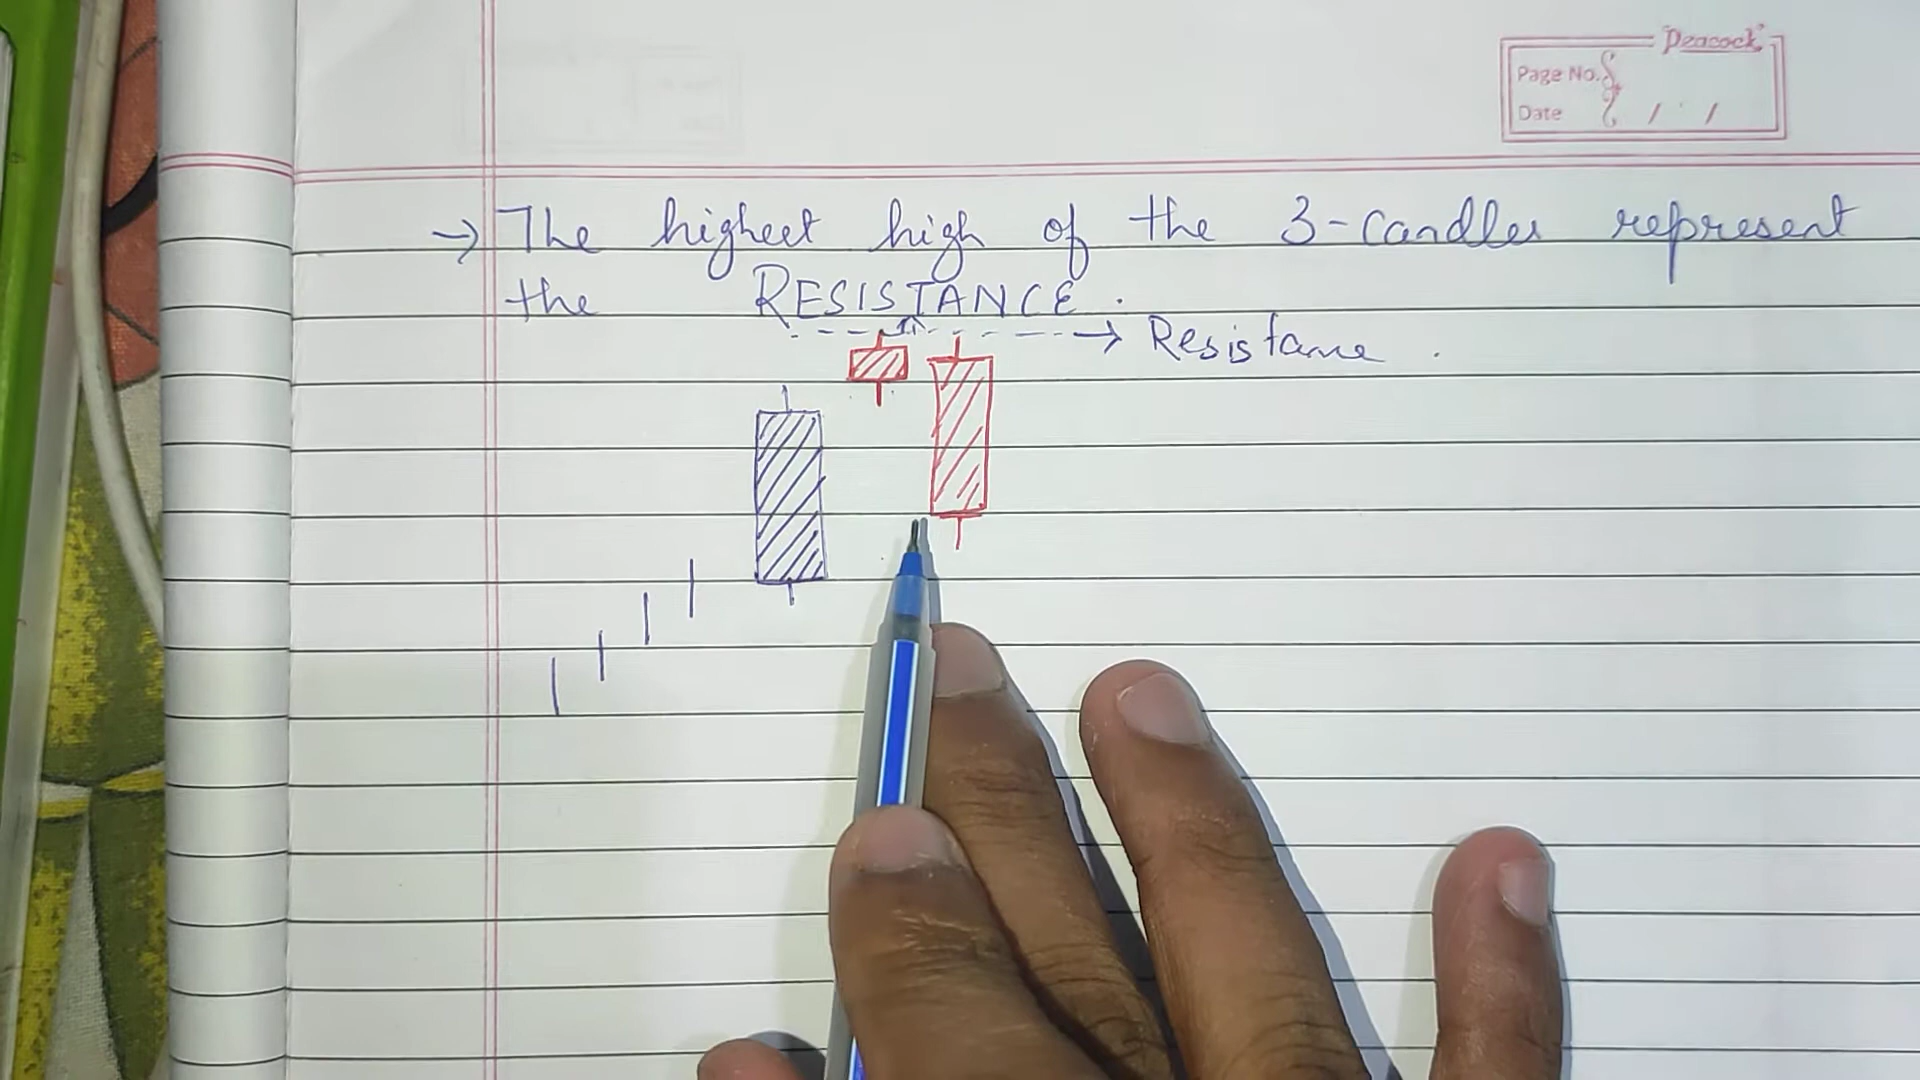 Peacock
Page No.
Date / /
→ The highest high of the 3-candles represent
the RESISTANCE.
→ Resistance.